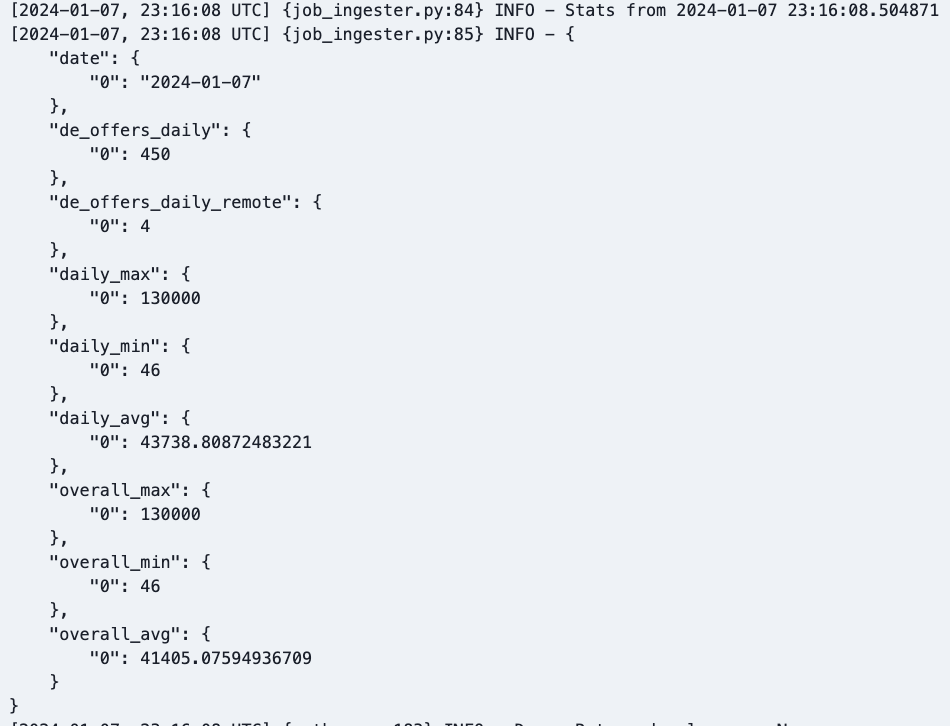 [2024-01-07, 23:16:08 UTC] {job_ingester.py:84} INFO - Stats from 2024-01-07 23:16:08.504871
[2024-01-07, 23:16:08 UTC] {job_ingester.py:85} INFO - {
    "date": {
        "0": "2024-01-07"
    },
    "de_offers_daily": {
        "0": 450
    },
    "de_offers_daily_remote": {
        "0": 4
    },
    "daily_max": {
        "0": 130000
    },
    "daily_min": {
        "0": 46
    },
    "daily_avg": {
        "0": 43738.80872483221
    },
    "overall_max": {
        "0": 130000
    },
    "overall_min": {
        "0": 46
    },
    "overall_avg": {
        "0": 41405.07594936709
    }
}